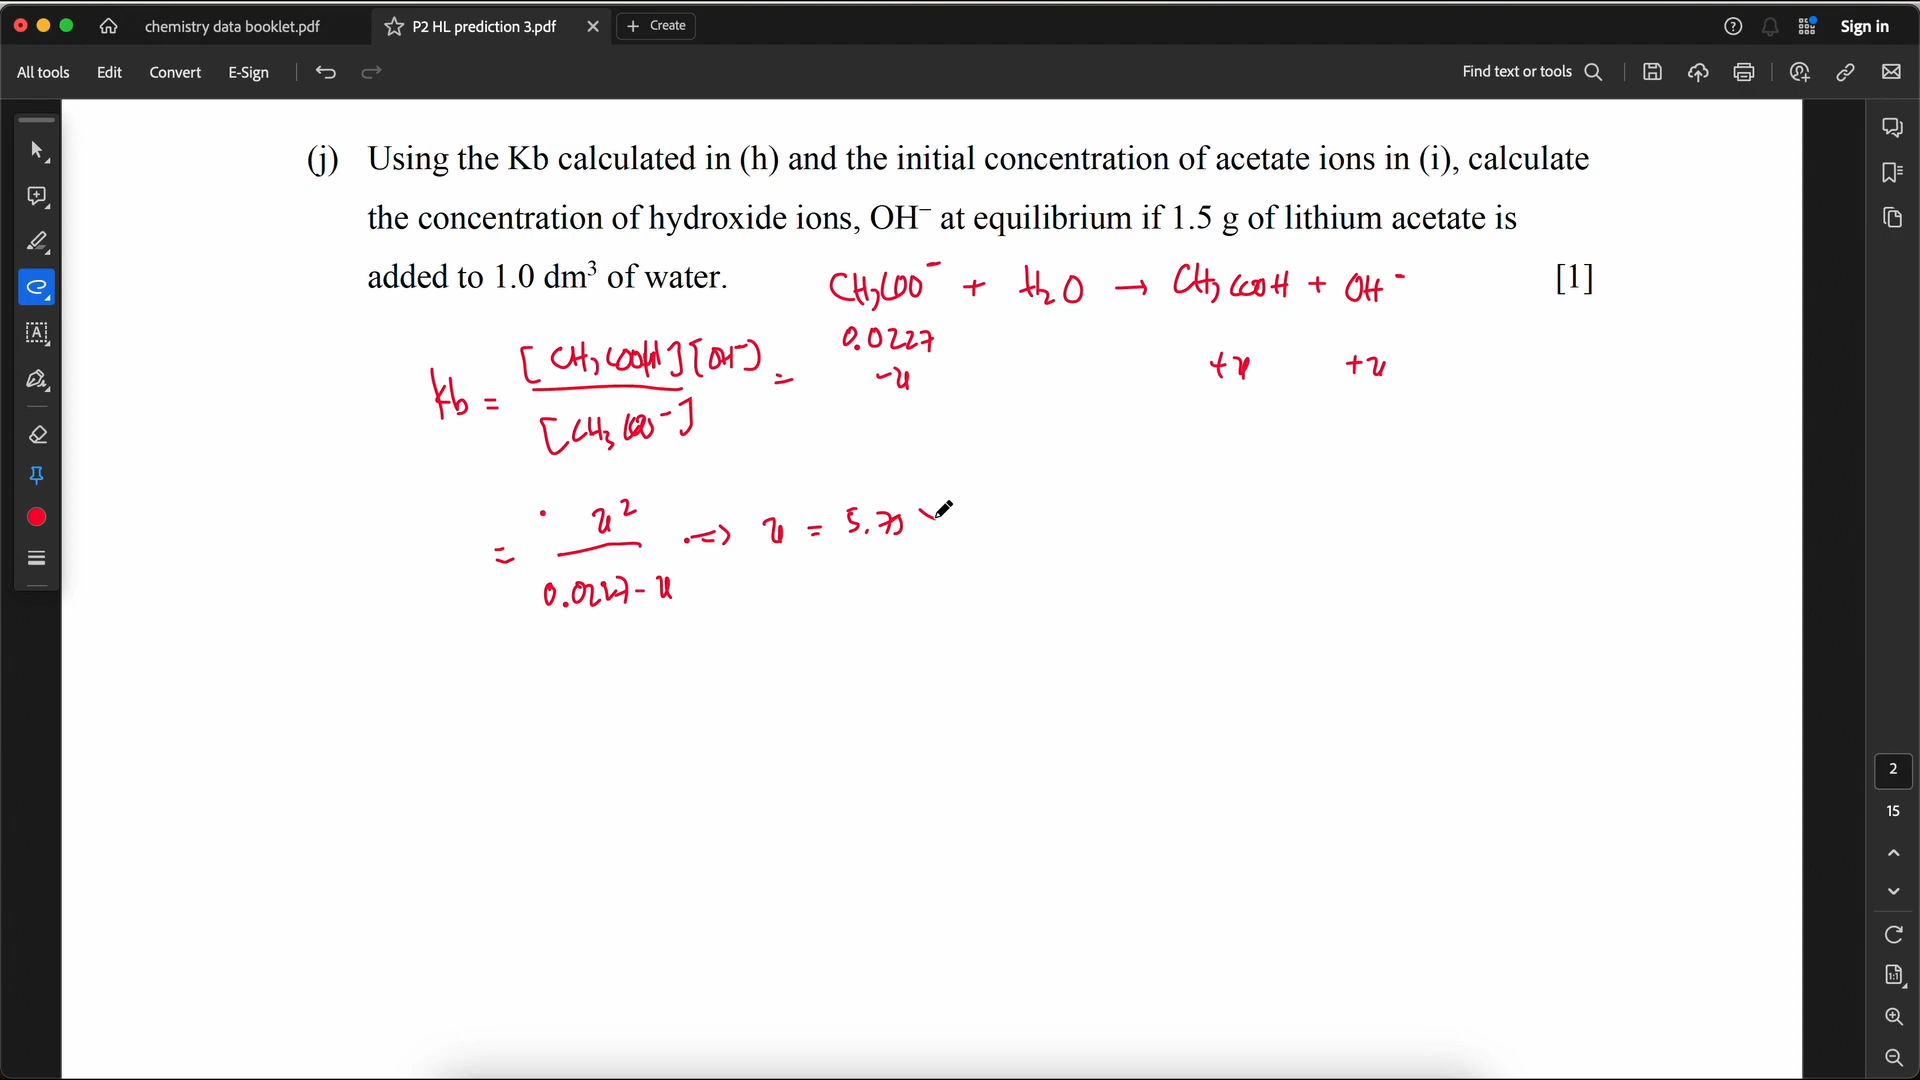 chemistry data booklet.pdf
P2 HL prediction 3.pdf
Create
Sign in
All tools
Edit
Convert
E-Sign
Find text or tools
(j) Using the Kb calculated in (h) and the initial concentration of acetate ions in (i), calculate
the concentration of hydroxide ions, OH⁻ at equilibrium if 1.5 g of lithium acetate is
added to 1.0 dm³ of water.
[1]
CH₃COO⁻ + H₂O → CH₃COOH + OH⁻
0.0227
-x +x +x
Kb = [CH₃COOH][OH⁻] =
[CH₃COO⁻]
= x² => x = 5.75
0.0227-x
2
15